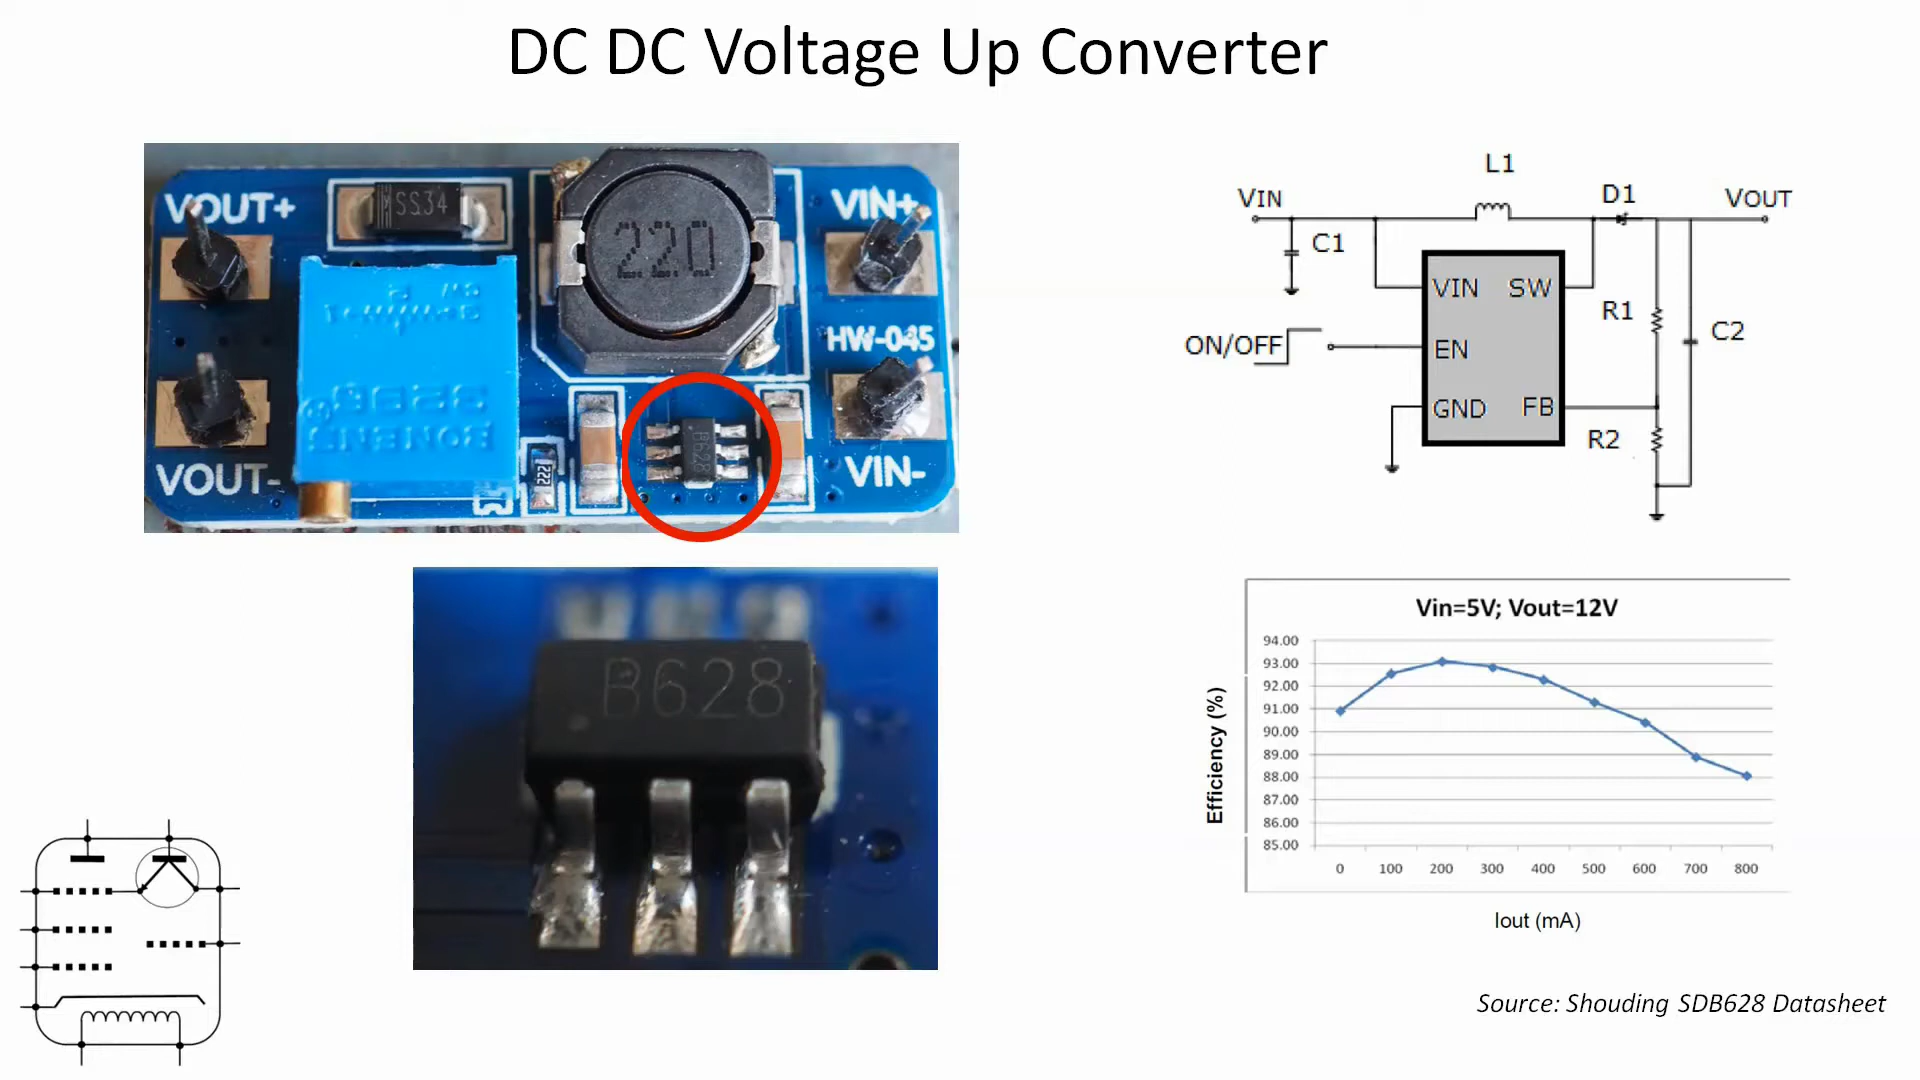 DC DC Voltage Up Converter
VOUT+
SS34
220
VIN+
HW-045
VOUT-
222
B628
VIN-
B628
L1
VIN
D1
VOUT
C1
VIN SW
R1
C2
ON/OFF
EN
GND FB
R2
Vin=5V; Vout=12V
94.00
93.00
92.00
91.00
90.00
89.00
88.00
87.00
86.00
85.00
Efficiency (%)
0 100 200 300 400 500 600 700 800
Iout (mA)
Source: Shouding SDB628 Datasheet